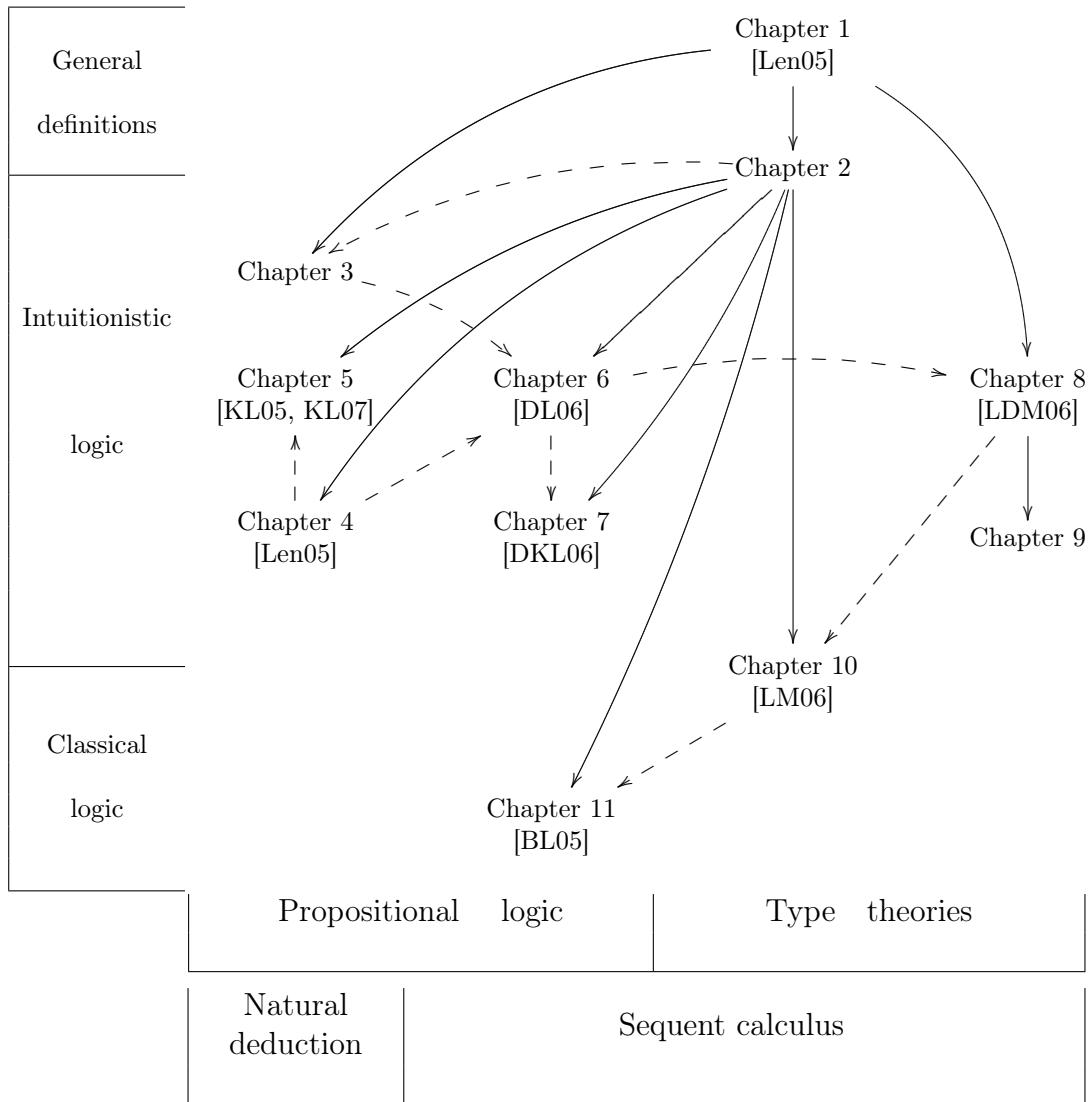 Chapter 1
[Len05]
General
definitions
Chapter 2
Chapter 3
Intuitionistic
logic
Chapter 5
[KL05, KL07]
Chapter 6
[DL06]
Chapter 8
[LDM06]
Chapter 4
[Len05]
Chapter 7
[DKL06]
Chapter 9
Chapter 10
[LM06]
Classical
logic
Chapter 11
[BL05]
Propositional logic
Type theories
Natural
deduction
Sequent calculus